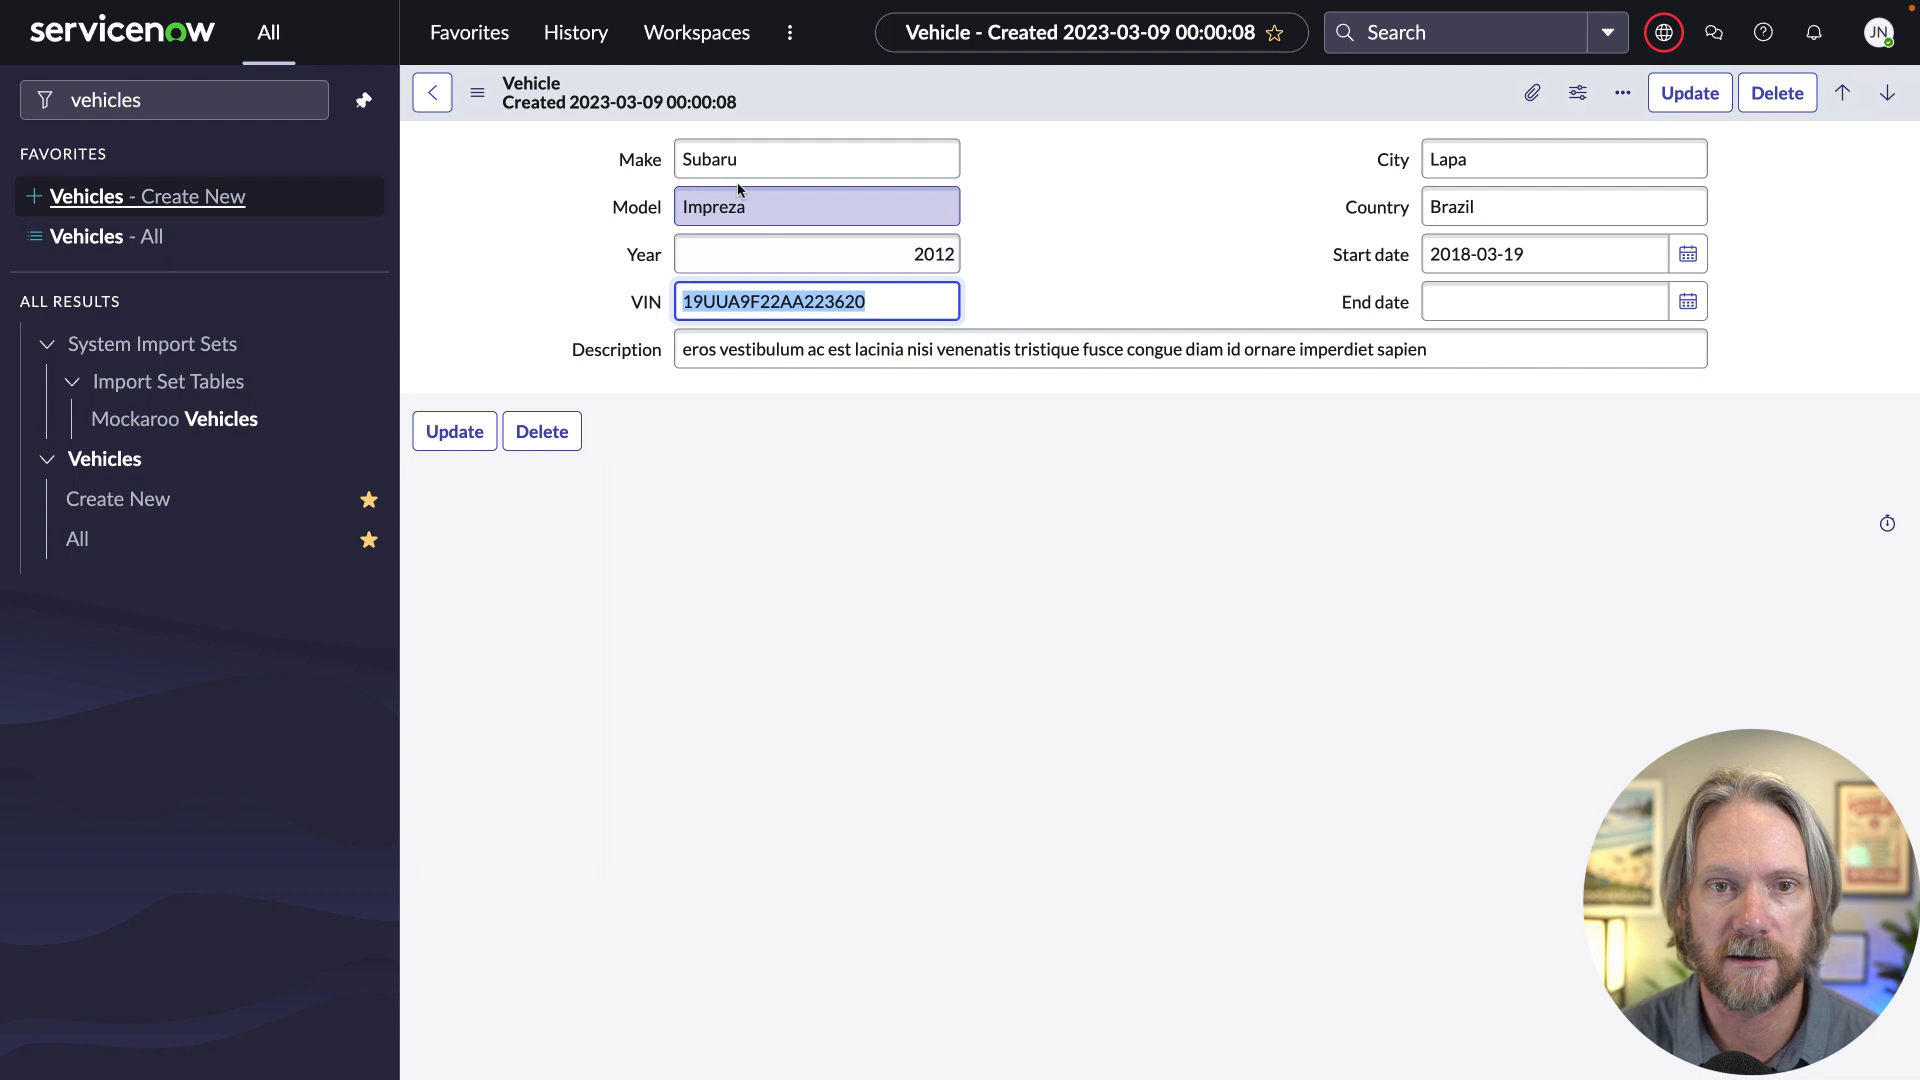 servicenow
All
Favorites
History
Workspaces
Vehicle - Created 2023-03-09 00:00:08
Search
JN
vehicles
FAVORITES
Vehicles - Create New
Vehicles - All
ALL RESULTS
System Import Sets
Import Set Tables
Mockaroo Vehicles
Vehicles
Create New
All
Vehicle
Created 2023-03-09 00:00:08
Update
Delete
Make Subaru
Model Impreza
Year 2012
VIN 19UUA9F22AA223620
City Lapa
Country Brazil
Start date 2018-03-19
End date
Description eros vestibulum ac est lacinia nisi venenatis tristique fusce congue diam id ornare imperdiet sapien
Update
Delete